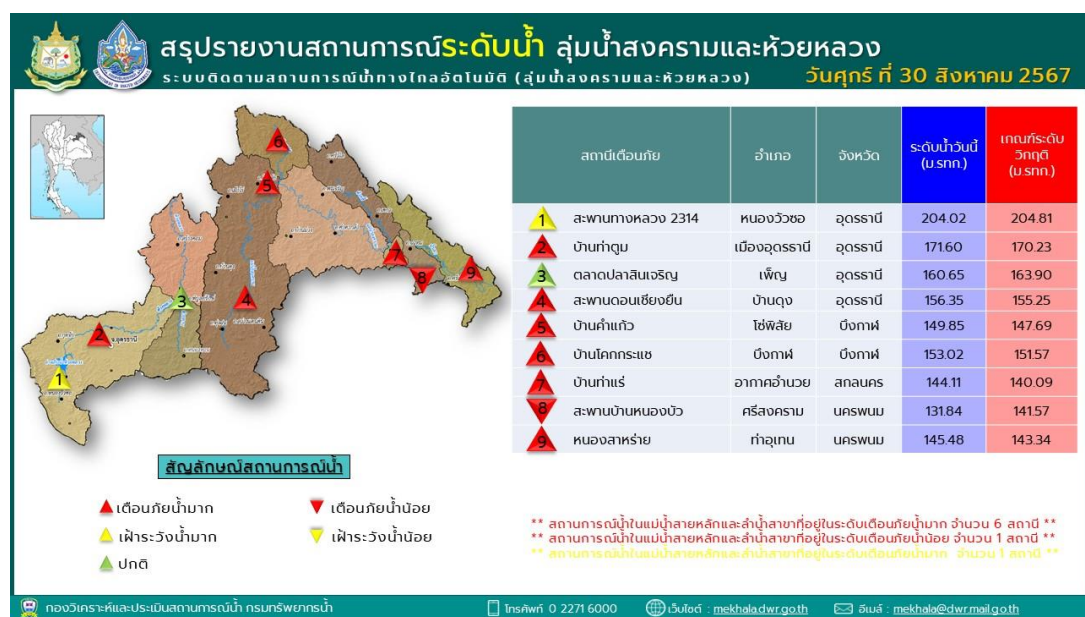 สรุปรายงานสถานการณ์ระดับน้ำ ลุ่มน้ำสงครามและห้วยหลวง
ระบบติดตามสถานการณ์น้ำทางไกลอัตโนมัติ (ลุ่มน้ำสงครามและห้วยหลวง) วันศุกร์ ที่ 30 สิงหาคม 2567
สถานีเตือนภัย อำเภอ จังหวัด ระดับน้ำวันนี้ (ม.รทก.) เกณฑ์ระดับวิกฤติ (ม.รทก.)
1 สะพานทางหลวง 2314 หนองวัวซอ อุดรธานี 204.02 204.81
2 บ้านท่าตูม เมืองอุดรธานี อุดรธานี 171.60 170.23
3 ตลาดปลาสินเจริญ เพ็ญ อุดรธานี 160.65 163.90
4 สะพานดอนเชียงยืน บ้านดุง อุดรธานี 156.35 155.25
5 บ้านคำแก้ว โซ่พิสัย บึงกาฬ 149.85 147.69
6 บ้านโคกกระแซ บึงกาฬ บึงกาฬ 153.02 151.57
7 บ้านท่าแร่ อากาศอำนวย สกลนคร 144.11 140.09
8 สะพานบ้านหนองบัว ศรีสงคราม นครพนม 131.84 141.57
9 หนองสาหร่าย ท่าอุเทน นครพนม 145.48 143.34
6
5
7
8
9
3
4
2
1
สัญลักษณ์สถานการณ์น้ำ
เตือนภัยน้ำมาก เตือนภัยน้ำน้อย
เฝ้าระวังน้ำมาก เฝ้าระวังน้ำน้อย
ปกติ
** สถานการณ์น้ำในแม่น้ำสายหลักและลำน้ำสาขาที่อยู่ในระดับเตือนภัยน้ำมาก จำนวน 6 สถานี **
** สถานการณ์น้ำในแม่น้ำสายหลักและลำน้ำสาขาที่อยู่ในระดับเตือนภัยน้ำน้อย จำนวน 1 สถานี **
** สถานการณ์น้ำในแม่น้ำสายหลักและลำน้ำสาขาที่อยู่ในระดับเตือนภัยน้ำมาก จำนวน 1 สถานี **
กองวิเคราะห์และประเมินสถานการณ์น้ำ กรมทรัพยากรน้ำ โทรศัพท์ 0 2271 6000 เว็บไซต์ : mekhala.dwr.go.th อีเมล์ : mekhala@dwr.mail.go.th